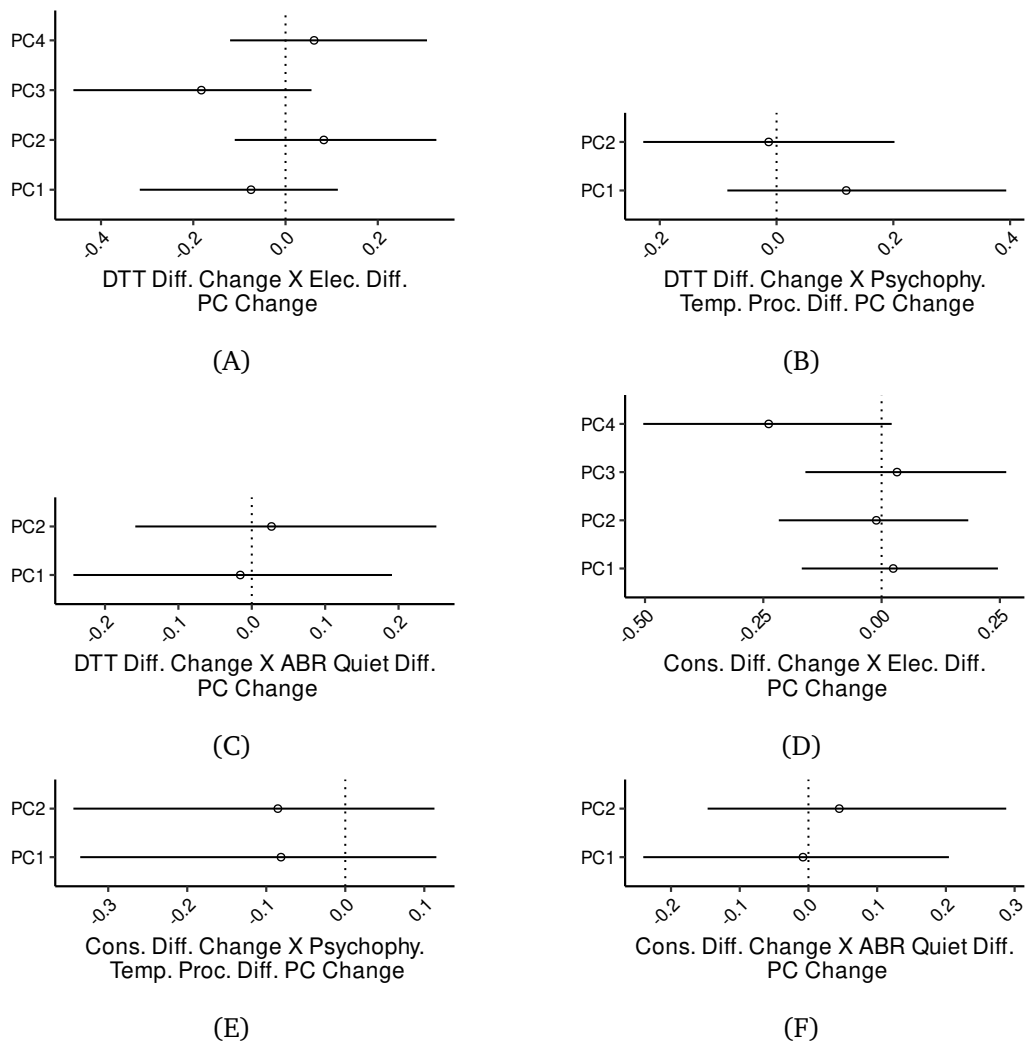 PC4
PC3
PC2
PC1
-0.4 -0.2 0.0 0.2
DTT Diff. Change X Elec. Diff.
PC Change
(A)
PC2
PC1
-0.2 0.0 0.2 0.4
DTT Diff. Change X Psychophy.
Temp. Proc. Diff. PC Change
(B)
PC2
PC1
-0.2 -0.1 0.0 0.1 0.2
DTT Diff. Change X ABR Quiet Diff.
PC Change
(C)
PC4
PC3
PC2
PC1
-0.50 -0.25 0.00 0.25
Cons. Diff. Change X Elec. Diff.
PC Change
(D)
PC2
PC1
-0.3 -0.2 -0.1 0.0 0.1
Cons. Diff. Change X Psychophy.
Temp. Proc. Diff. PC Change
(E)
PC2
PC1
-0.2 -0.1 0.0 0.1 0.2 0.3
Cons. Diff. Change X ABR Quiet Diff.
PC Change
(F)